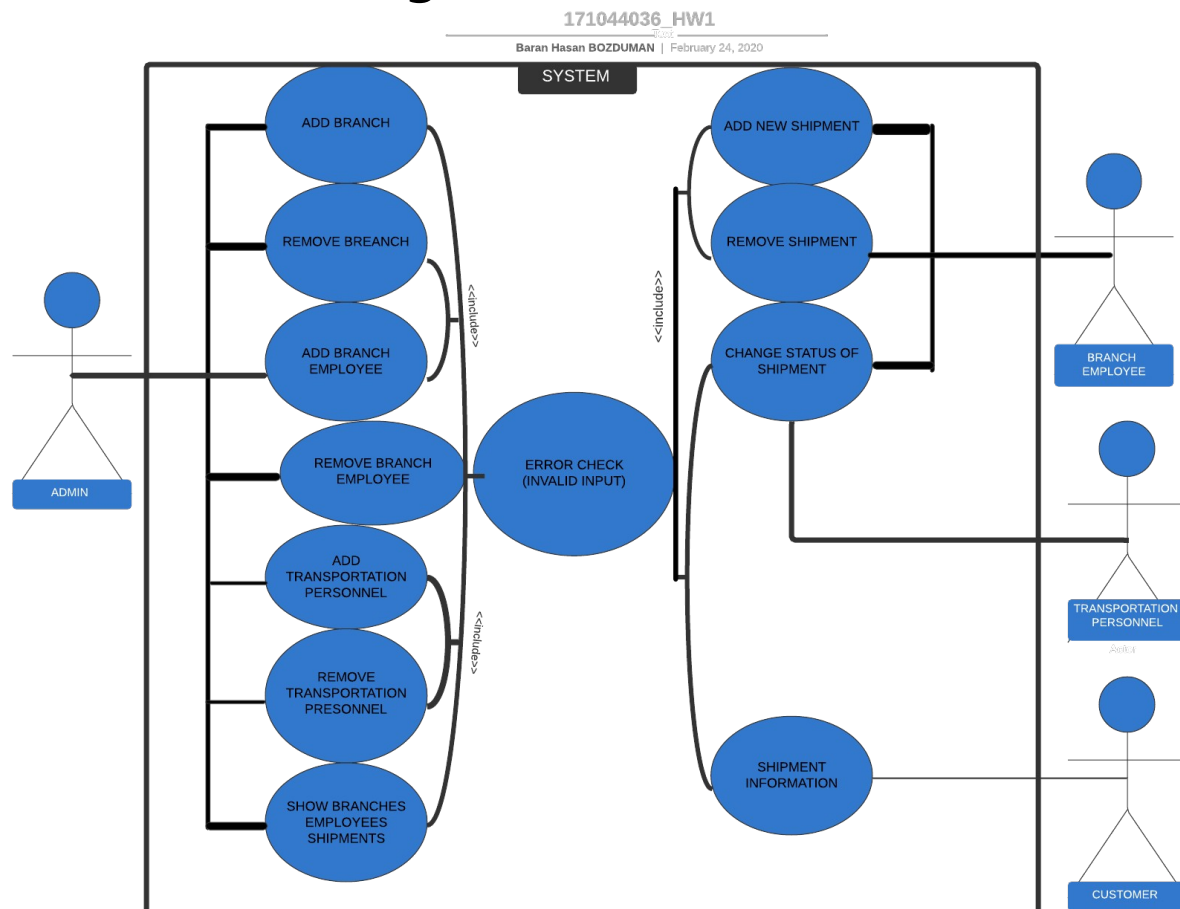 171044036_HW1
Text
Baran Hasan BOZDUMAN | February 24, 2020
SYSTEM
ADD BRANCH
REMOVE BREANCH
ADD BRANCH
EMPLOYEE
REMOVE BRANCH
EMPLOYEE
ADD
TRANSPORTATION
PERSONNEL
REMOVE
TRANSPORTATION
PRESONNEL
SHOW BRANCHES
EMPLOYEES
SHIPMENTS
<<include>>
<<include>>
ADMIN
ERROR CHECK
(INVALID INPUT)
<<include>>
ADD NEW SHIPMENT
REMOVE SHIPMENT
CHANGE STATUS OF
SHIPMENT
SHIPMENT
INFORMATION
BRANCH
EMPLOYEE
TRANSPORTATION
PERSONNEL
Actor
CUSTOMER